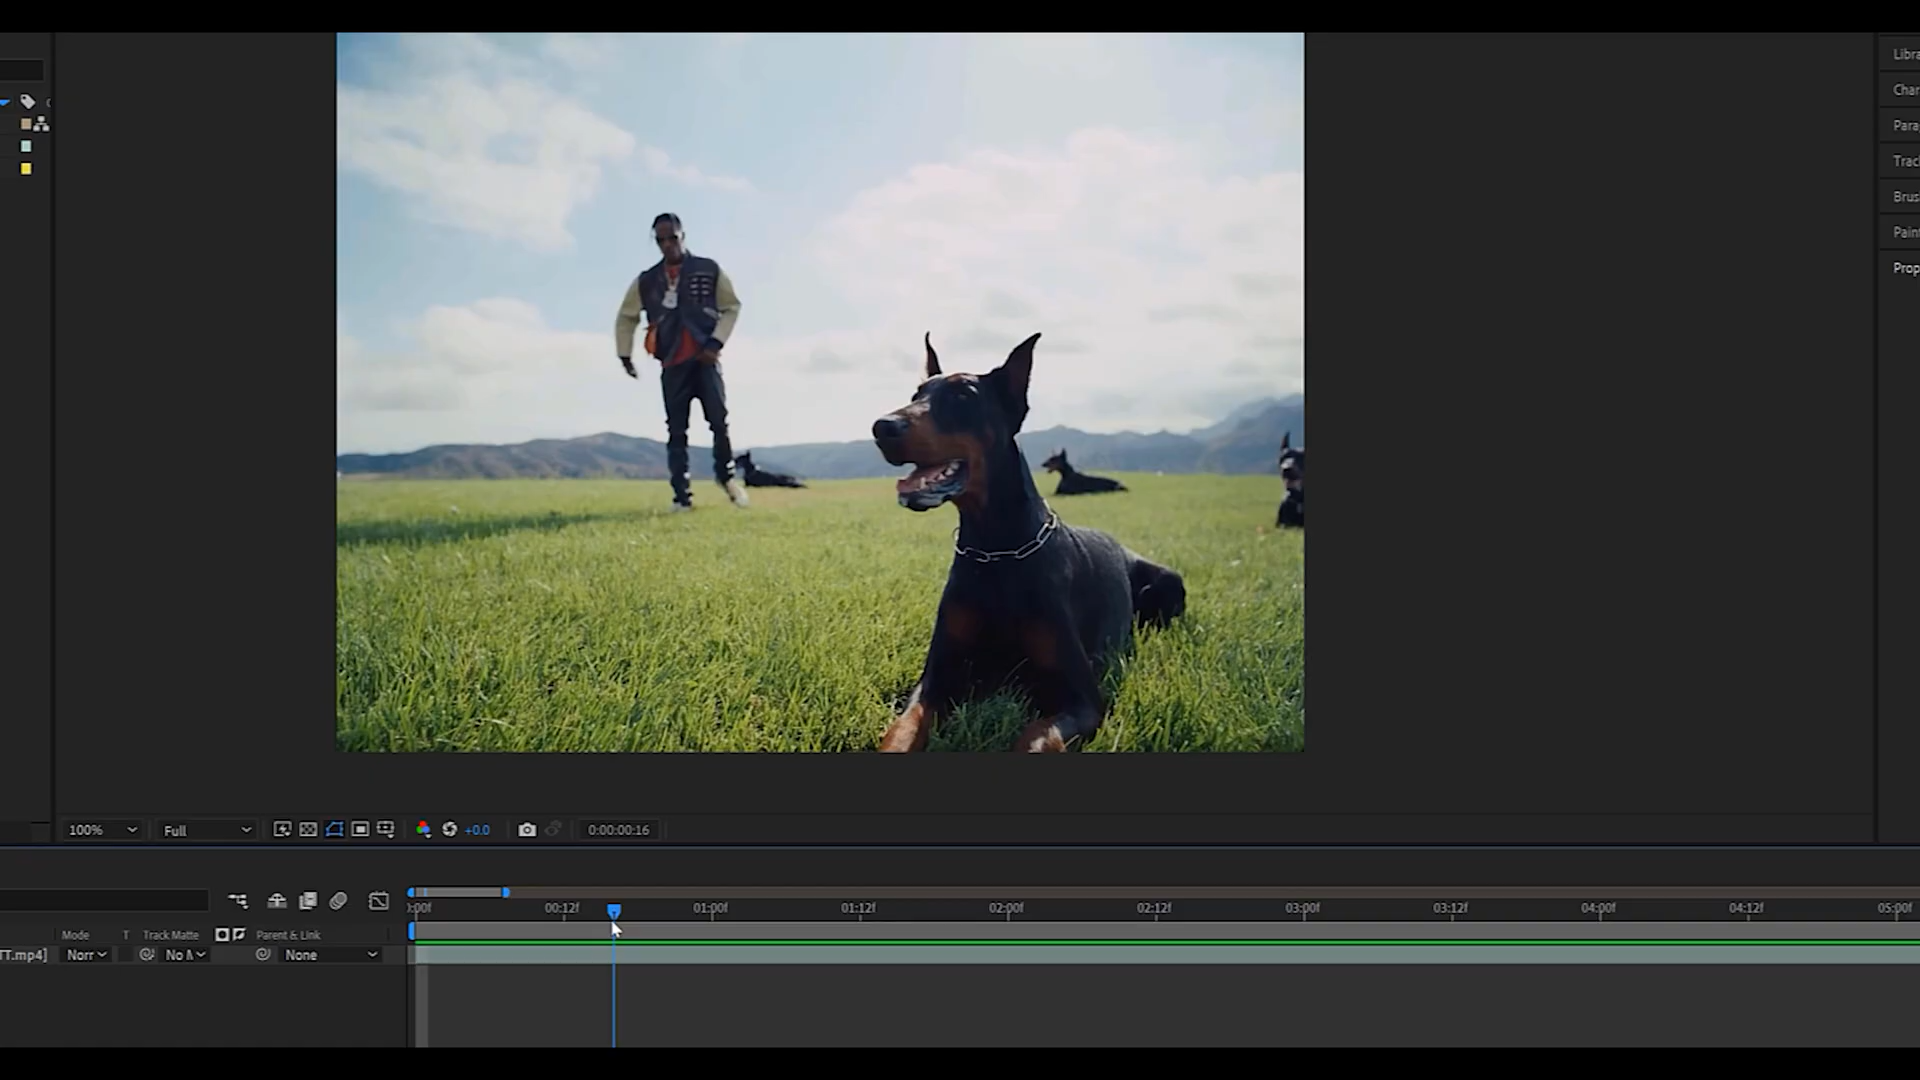 Libra
Char
Para
Trac
Brus
Pain
Prop
100%
Full
+0.0
0:00:00:16
):00f
00:12f
01:00f
01:12f
02:00f
02:12f
03:00f
03:12f
04:00f
04:12f
05:00f
Mode
T
Track Matte
Parent & Link
TT.mp4]
Norr
No M
None